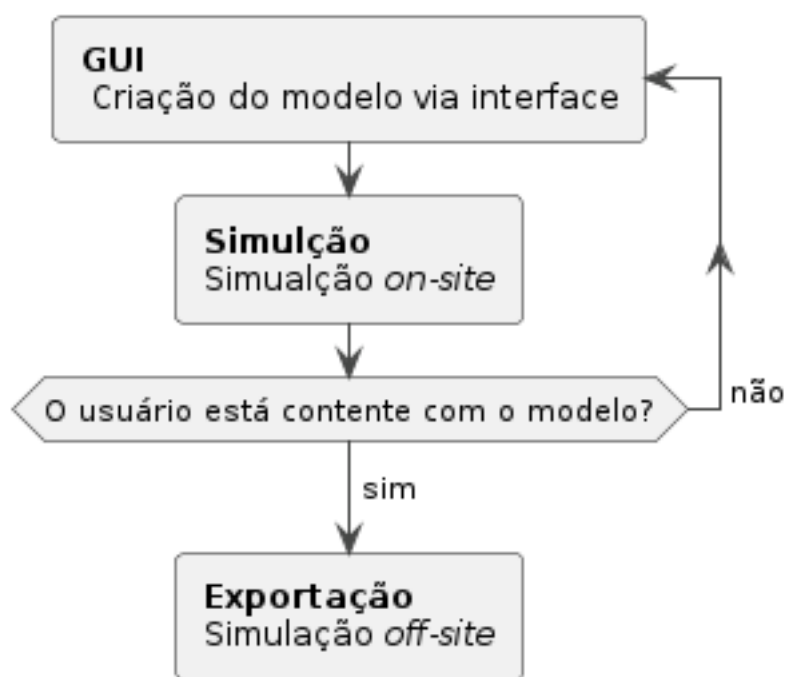 GUI
Criação do modelo via interface
Simulção
Simualção on-site
O usuário está contente com o modelo?
não
sim
Exportação
Simulação off-site